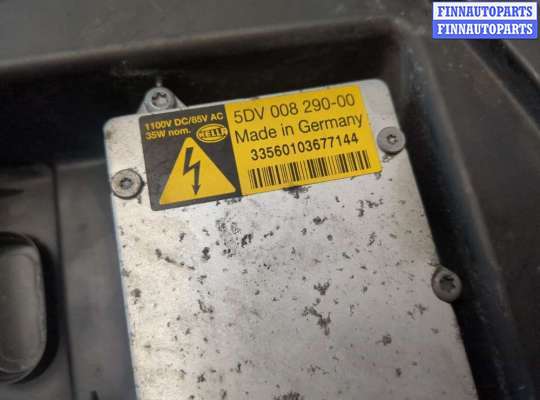 FINNAUTOPARTS
FINNAUTOPARTS
1100V DC/85V AC
35W nom.
HELLA
5DV 008 290-00
Made in Germany
33560103677144